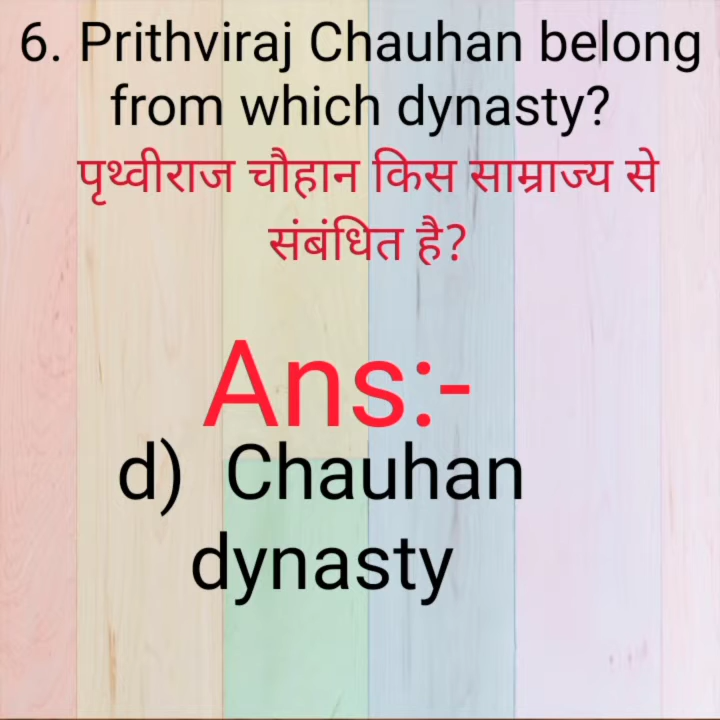 6. Prithviraj Chauhan belong
from which dynasty?
पृथ्वीराज चौहान किस साम्राज्य से
संबंधित है?
Ans:-
d) Chauhan
dynasty